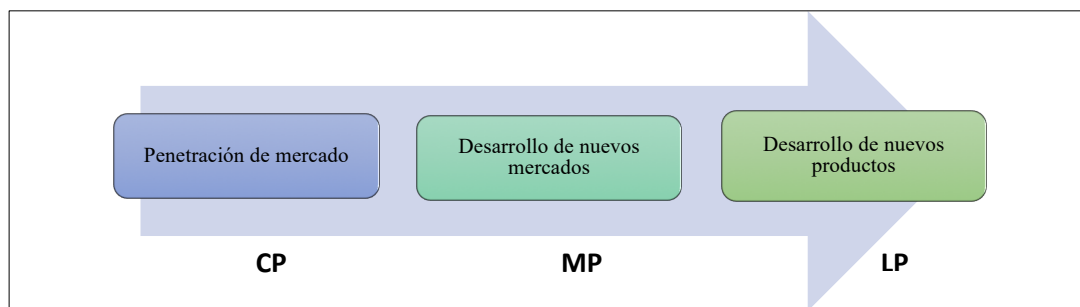 Penetración de mercado
Desarrollo de nuevos
mercados
Desarrollo de nuevos
productos
CP
MP
LP